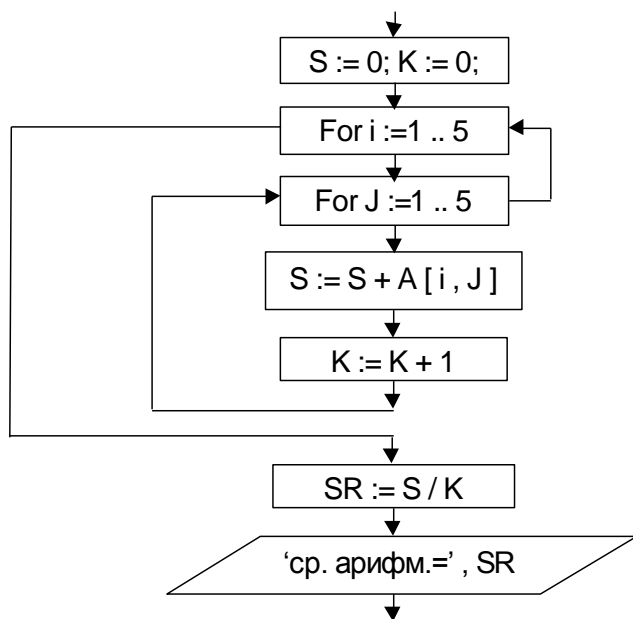 S := 0; K := 0;
For i :=1 .. 5
For J :=1 .. 5
S := S + A [ i , J ]
K := K + 1
SR := S / K
‘ср. арифм.=’ , SR